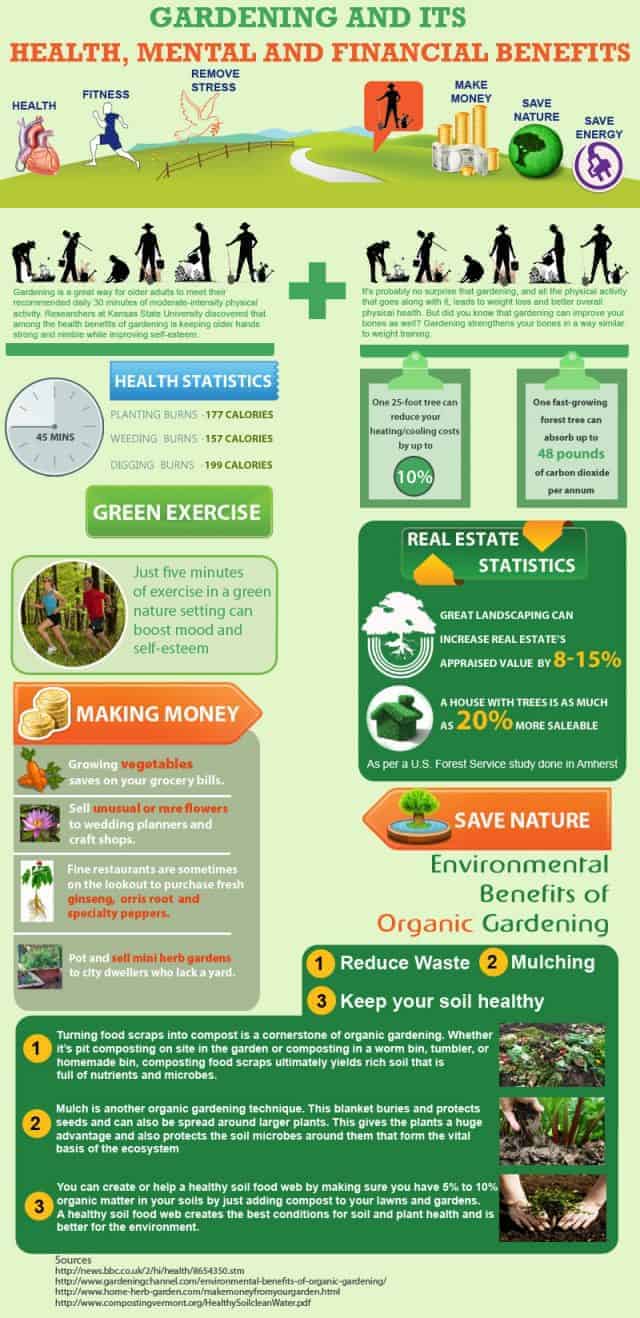 GARDENING AND ITS
HEALTH, MENTAL AND FINANCIAL BENEFITS
HEALTH
FITNESS
REMOVE
STRESS
MAKE
MONEY
SAVE
NATURE
SAVE
ENERGY
Gardening is a great way for older adults to meet their
recommended daily 30 minutes of moderate-intensity physical
activity. Researchers at Kansas State University discovered that
among the health benefits of gardening is keeping older hands
strong and nimble while improving self-esteem.
It's probably no surprise that gardening, and all the physical activity
that goes along with it, leads to weight loss and better overall
physical health. But did you know that gardening can improve your
bones as well? Gardening strengthens your bones in a way similar
to weight training.
45 MINS
HEALTH STATISTICS
PLANTING BURNS - 177 CALORIES
WEEDING BURNS - 157 CALORIES
DIGGING BURNS - 199 CALORIES
One 25-foot tree can
reduce your
heating/cooling costs
by up to
10%
One fast-growing
forest tree can
absorb up to
48 pounds
of carbon dioxide
per annum
GREEN EXERCISE
Just five minutes
of exercise in a green
nature setting can
boost mood and
self-esteem
REAL ESTATE
STATISTICS
GREAT LANDSCAPING CAN
INCREASE REAL ESTATE'S
APPRAISED VALUE BY 8-15%
A HOUSE WITH TREES IS AS MUCH
AS 20% MORE SALEABLE
As per a U.S. Forest Service study done in Amherst
MAKING MONEY
Growing vegetables
saves on your grocery bills.
Sell unusual or rare flowers
to wedding planners and
craft shops.
Fine restaurants are sometimes
on the lookout to purchase fresh
ginseng, orris root and
specialty peppers.
Pot and sell mini herb gardens
to city dwellers who lack a yard.
SAVE NATURE
Environmental
Benefits of
Organic Gardening
1 Reduce Waste 2 Mulching
3 Keep your soil healthy
1
Turning food scraps into compost is a cornerstone of organic gardening. Whether
it's pit composting on site in the garden or composting in a worm bin, tumbler, or
homemade bin, composting food scraps ultimately yields rich soil that is
full of nutrients and microbes.
2
Mulch is another organic gardening technique. This blanket buries and protects
seeds and can also be spread around larger plants. This gives the plants a huge
advantage and also protects the soil microbes around them that form the vital
basis of the ecosystem
3
You can create or help a healthy soil food web by making sure you have 5% to 10%
organic matter in your soils by just adding compost to your lawns and gardens.
A healthy soil food web creates the best conditions for soil and plant health and is
better for the environment.
Sources
http://news.bbc.co.uk/2/hi/health/8654350.stm
http://www.gardeningchannel.com/environmental-benefits-of-organic-gardening/
http://www.home-herb-garden.com/makemoneyfromyourgarden.html
http://www.compostingvermont.org/HealthySoilcleanWater.pdf